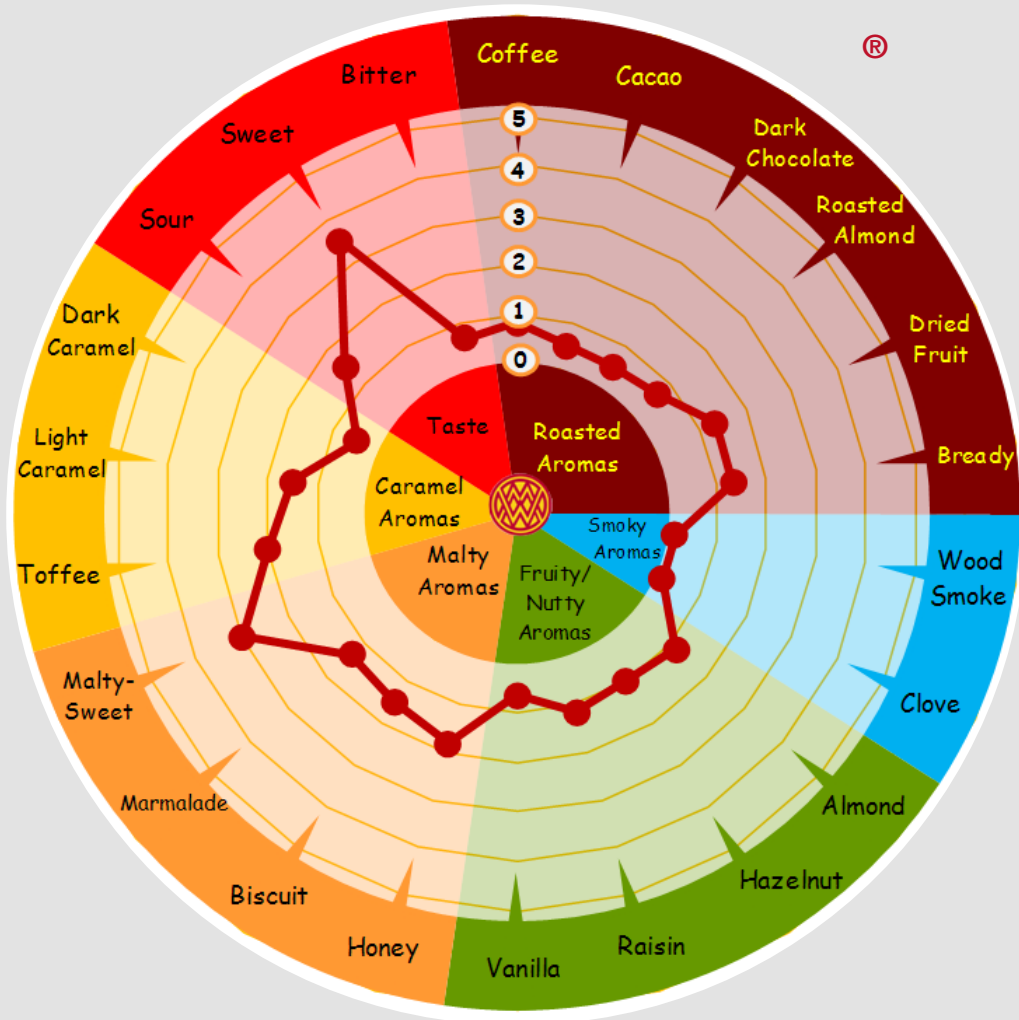 ®
Coffee
Cacao
Dark
Chocolate
Roasted
Almond
Dried
Fruit
Bready
Wood
Smoke
Clove
Almond
Hazelnut
Raisin
Vanilla
Honey
Biscuit
Marmalade
Malty-
Sweet
Toffee
Light
Caramel
Dark
Caramel
Sour
Sweet
Bitter
5
4
3
2
1
0
Taste
Roasted
Aromas
Smoky
Aromas
Fruity/
Nutty
Aromas
Malty
Aromas
Caramel
Aromas